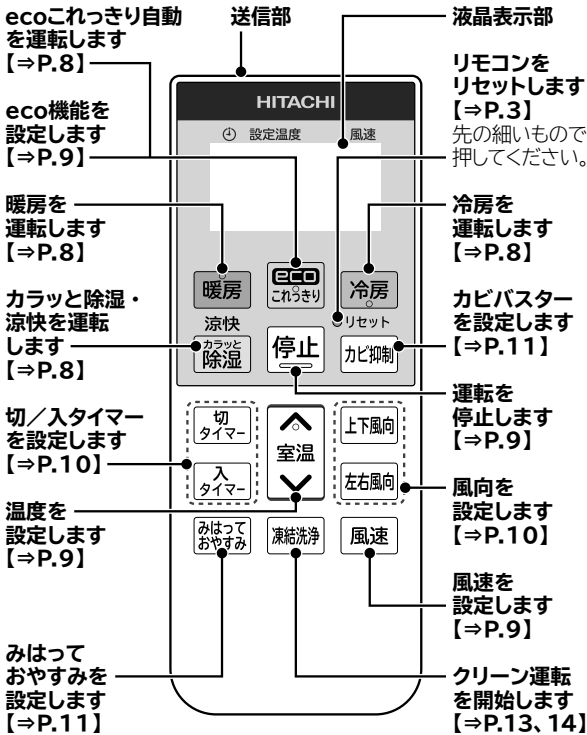 ecoこれっきり自動
を運転します
【⇒P.8】
eco機能を
設定します
【⇒P.9】
暖房を
運転します
【⇒P.8】
カラッと除湿・
涼快を運転
します
【⇒P.8】
切／入タイマー
を設定します
【⇒P.10】
温度を
設定します
【⇒P.9】
みはって
おやすみを
設定します
【⇒P.11】
送信部
HITACHI
設定温度 風速
暖房
eco
これっきり
冷房
涼快
リセット
カラッと
除湿
停止
カビ抑制
切
タイマー
室温
上下風向
入
タイマー
左右風向
みはって
おやすみ
凍結洗浄
風速
液晶表示部
リモコンを
リセットします
【⇒P.3】
先の細いもので
押してください。
冷房を
運転します
【⇒P.8】
カビバスター
を設定します
【⇒P.11】
運転を
停止します
【⇒P.9】
風向を
設定します
【⇒P.10】
風速を
設定します
【⇒P.9】
クリーン運転
を開始します
【⇒P.13、14】